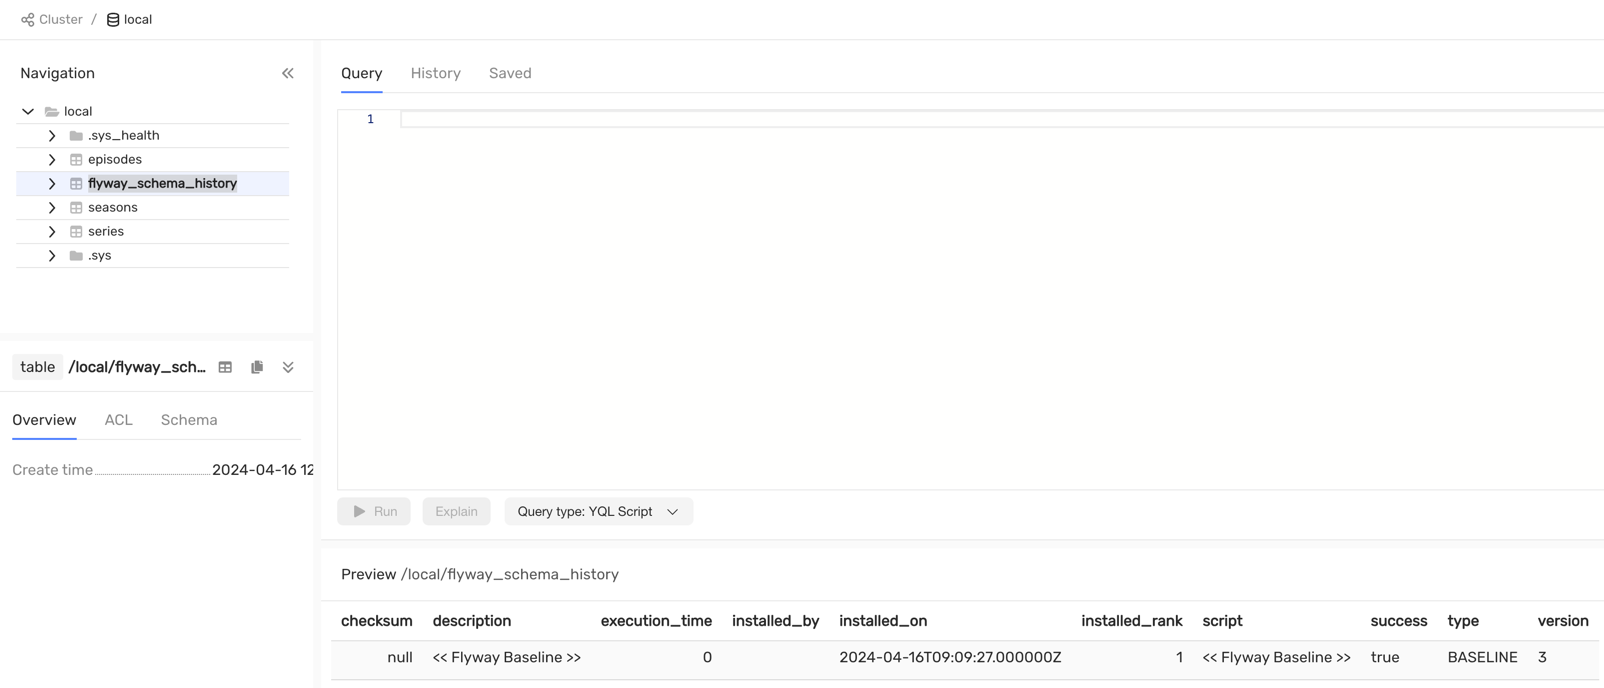 Cluster / local
Navigation
local
.sys_health
episodes
flyway_schema_history
seasons
series
.sys
table /local/flyway_sch...
Overview ACL Schema
Create time 2024-04-16 12
Query History Saved
1
Run Explain Query type: YQL Script
Preview /local/flyway_schema_history
checksum description execution_time installed_by installed_on installed_rank script success type version
null << Flyway Baseline >> 0 2024-04-16T09:09:27.000000Z 1 << Flyway Baseline >> true BASELINE 3